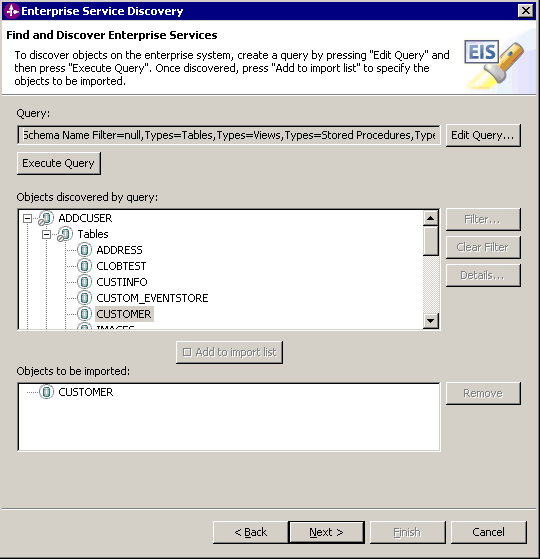 Enterprise Service Discovery
Find and Discover Enterprise Services
To discover objects on the enterprise system, create a query by pressing "Edit Query" and
then press "Execute Query". Once discovered, press "Add to import list" to specify the
objects to be imported.
EIS
Query:
Schema Name Filter=null,Types=Tables,Types=Views,Types=Stored Procedures,Type
Edit Query...
Execute Query
Objects discovered by query:
ADDCUSER
Tables
ADDRESS
CLOBTEST
CUSTINFO
CUSTOM_EVENTSTORE
CUSTOMER
IMAGES
Filter...
Clear Filter
Details...
Add to import list
Objects to be imported:
CUSTOMER
Remove
< Back
Next >
Finish
Cancel